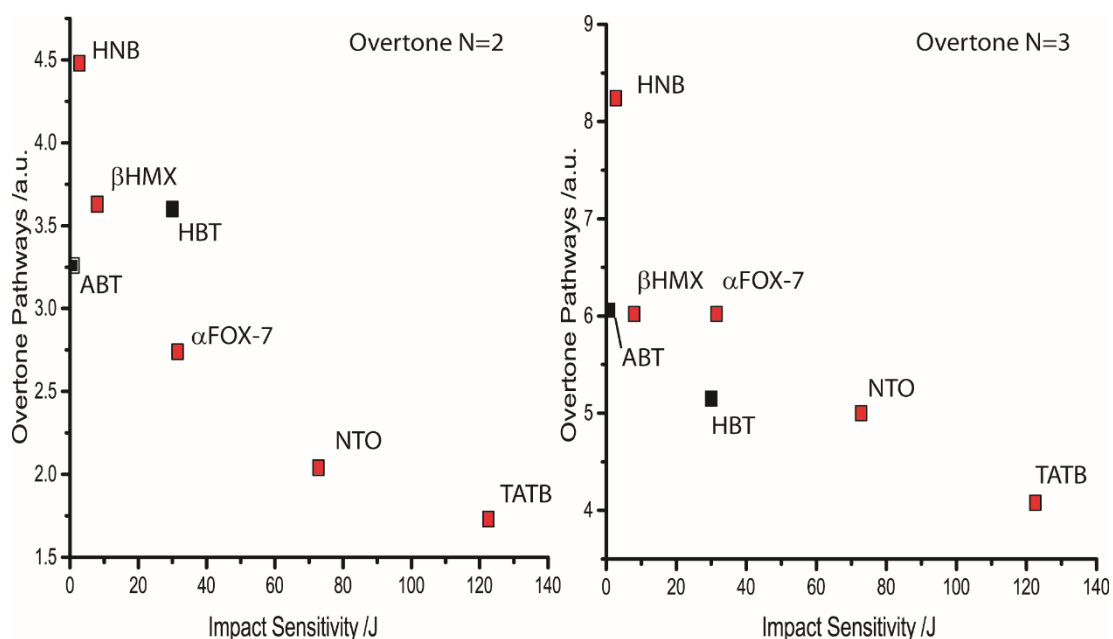 Overtone N=2
Overtone Pathways /a.u.
4.5
4.0
3.5
3.0
2.5
2.0
1.5
HNB
βHMX
HBT
ABT
αFOX-7
NTO
TATB
0 20 40 60 80 100 120 140
Impact Sensitivity /J
Overtone N=3
Overtone Pathways /a.u.
9
8
7
6
5
4
HNB
βHMX αFOX-7
ABT
HBT
NTO
TATB
0 20 40 60 80 100 120 140
Impact Sensitivity /J